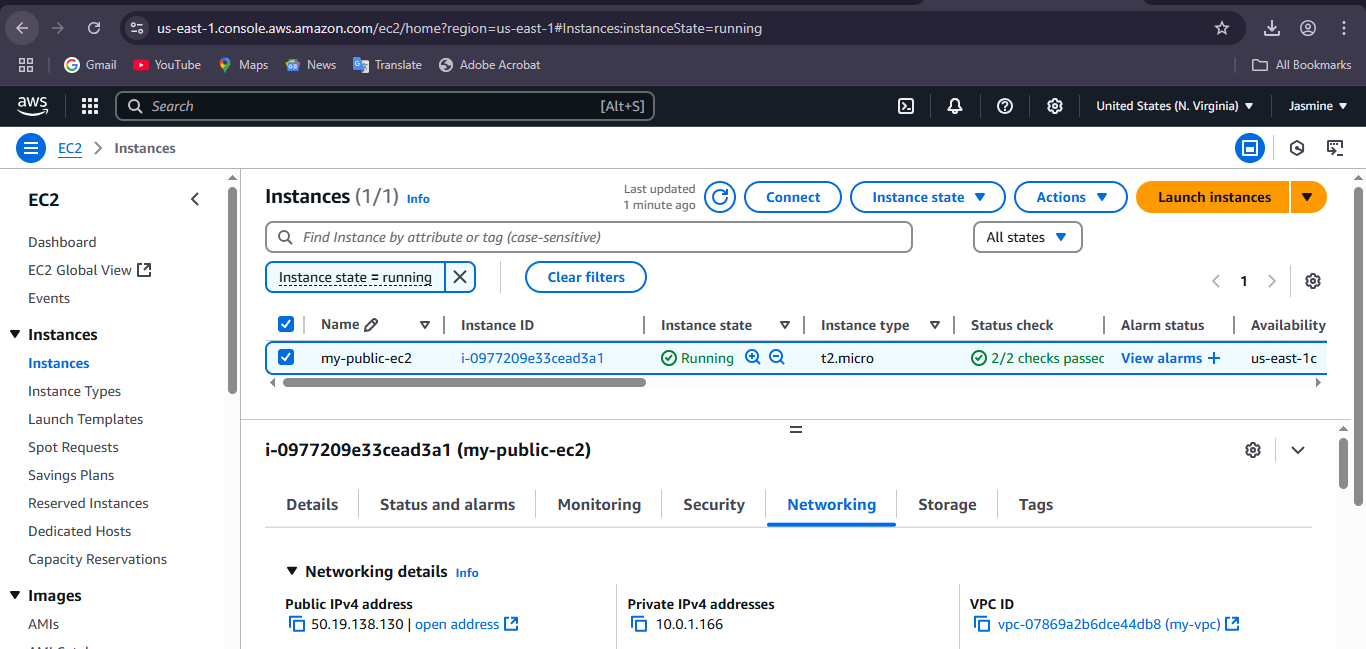 us-east-1.console.aws.amazon.com/ec2/home?region=us-east-1#Instances:instanceState=running
Gmail YouTube Maps News Translate Adobe Acrobat All Bookmarks
aws Search [Alt+S] United States (N. Virginia) Jasmine
EC2 Instances
EC2
Dashboard
EC2 Global View
Events
Instances
Instances
Instance Types
Launch Templates
Spot Requests
Savings Plans
Reserved Instances
Dedicated Hosts
Capacity Reservations
Images
AMIs
Instances (1/1) Info
Last updated
1 minute ago
Connect Instance state Actions Launch instances
Find Instance by attribute or tag (case-sensitive) All states
Instance state = running Clear filters
1
Name Instance ID Instance state Instance type Status check Alarm status Availability
my-public-ec2 i-0977209e33cead3a1 Running t2.micro 2/2 checks passec View alarms + us-east-1c
i-0977209e33cead3a1 (my-public-ec2)
Details Status and alarms Monitoring Security Networking Storage Tags
Networking details Info
Public IPv4 address Private IPv4 addresses VPC ID
50.19.138.130 | open address 10.0.1.166 vpc-07869a2b6dce44db8 (my-vpc)